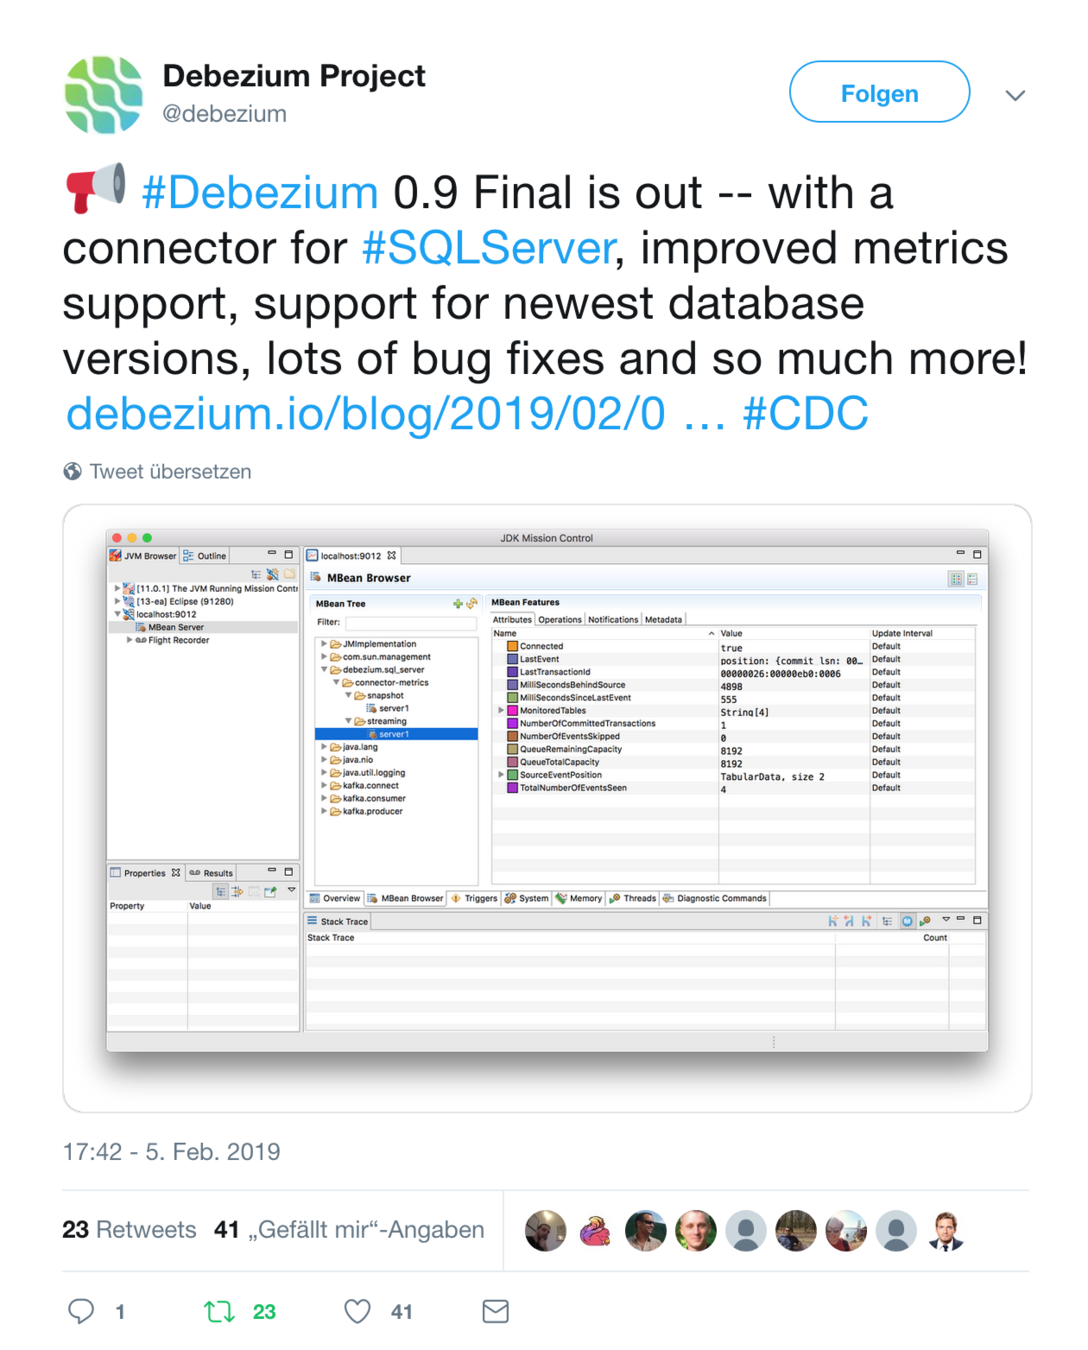 Debezium Project
@debezium
Folgen
#Debezium 0.9 Final is out -- with a
connector for #SQLServer, improved metrics
support, support for newest database
versions, lots of bug fixes and so much more!
debezium.io/blog/2019/02/0 … #CDC
Tweet übersetzen
JDK Mission Control
JVM Browser Outline
localhost:9012
[11.0.1] The JVM Running Mission Contr
[13-ea] Eclipse (91280)
localhost:9012
MBean Server
Flight Recorder
MBean Browser
MBean Tree
Filter:
JMImplementation
com.sun.management
debezium.sql_server
connector-metrics
snapshot
server1
streaming
server1
java.lang
java.nio
java.util.logging
kafka.connect
kafka.consumer
kafka.producer
MBean Features
Attributes Operations Notifications Metadata
Name Value Update Interval
Connected true Default
LastEvent position: {commit lsn: 00… Default
LastTransactionId 00000026:00000eb0:0006 Default
MilliSecondsBehindSource 4898 Default
MilliSecondsSinceLastEvent 555 Default
MonitoredTables String[4] Default
NumberOfCommittedTransactions 1 Default
NumberOfEventsSkipped 0 Default
QueueRemainingCapacity 8192 Default
QueueTotalCapacity 8192 Default
SourceEventPosition TabularData, size 2 Default
TotalNumberOfEventsSeen 4 Default
Properties Results
Property Value
Overview MBean Browser Triggers System Memory Threads Diagnostic Commands
Stack Trace
Stack Trace Count
17:42 - 5. Feb. 2019
23 Retweets 41 „Gefällt mir“-Angaben
1 23 41